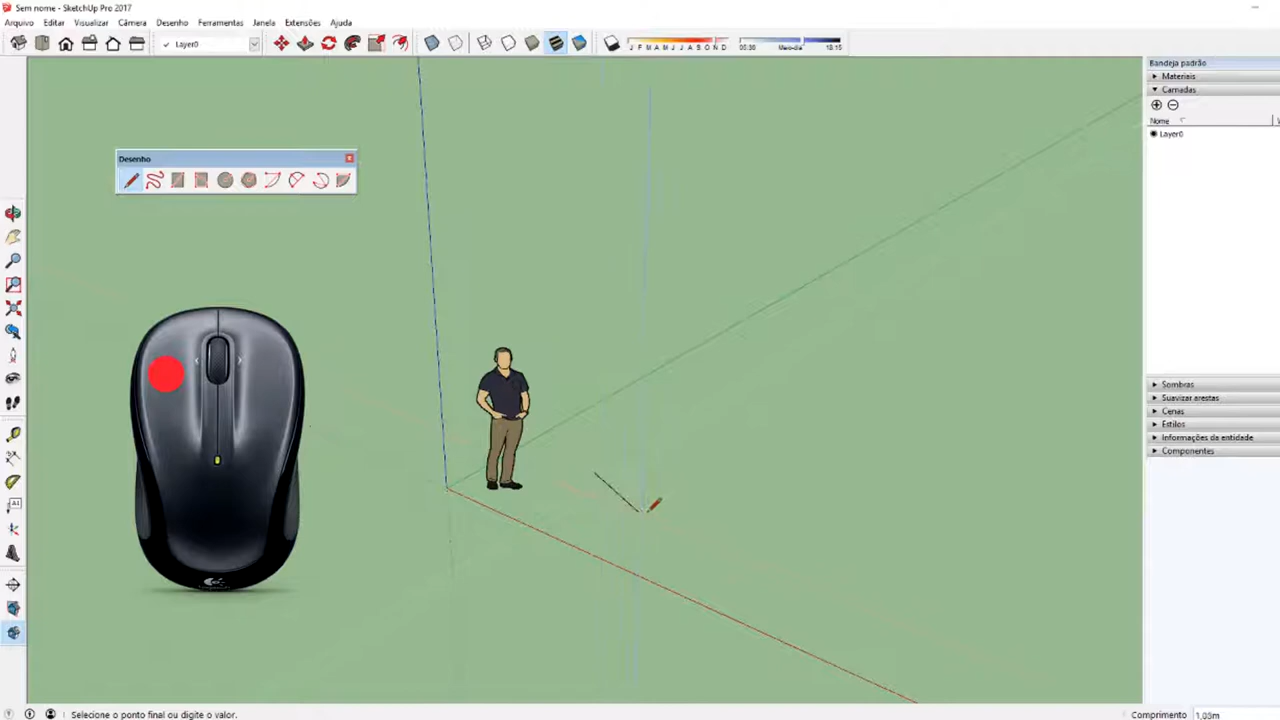 Sem nome - SketchUp Pro 2017
Arquivo Editar Visualizar Câmera Desenho Ferramentas Janela Extensões Ajuda
Layer0
J F M A M J J A S O N D
05:30 Meio-dia 18:15
Bandeja padrão
Materiais
Camadas
Nome
Layer0
Desenho
Sombras
Suavizar arestas
Cenas
Estilos
Informações da entidade
Componentes
Selecione o ponto final ou digite o valor.
Comprimento 1,05m